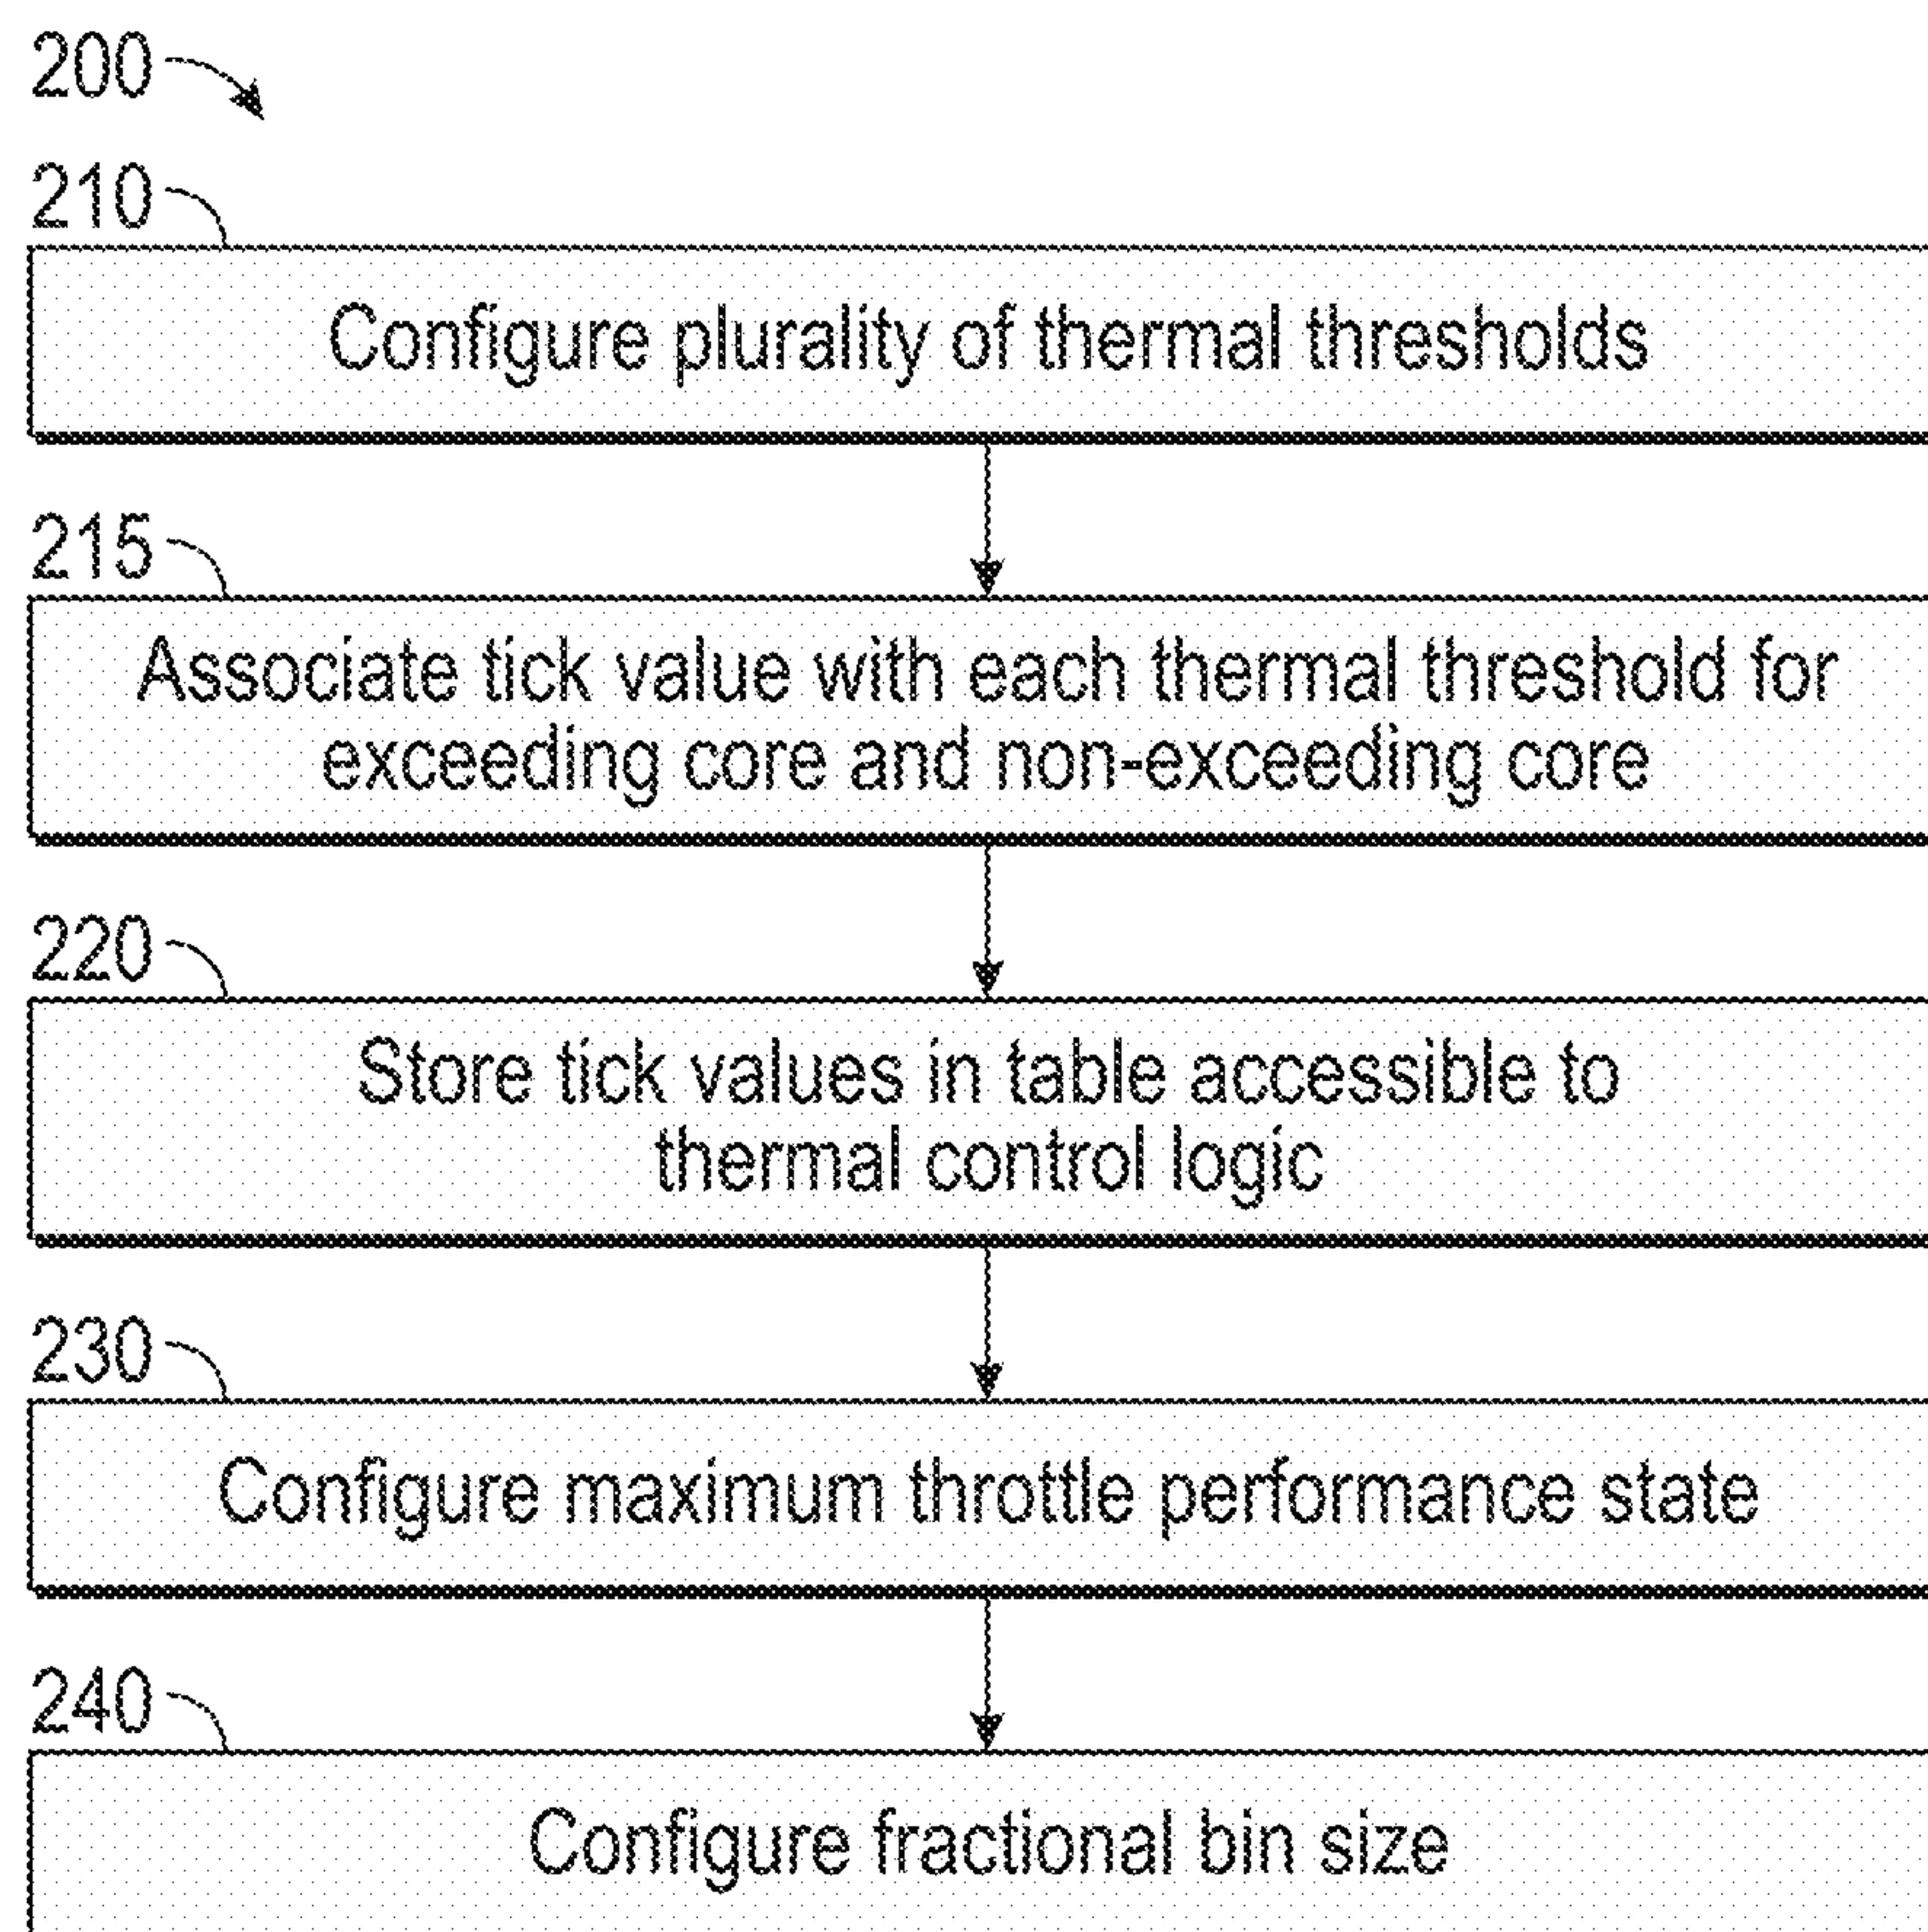 200
210
Configure plurality of thermal thresholds
215
Associate tick value with each thermal threshold for
exceeding core and non-exceeding core
220
Store tick values in table accessible to
thermal control logic
230
Configure maximum throttle performance state
240
Configure fractional bin size